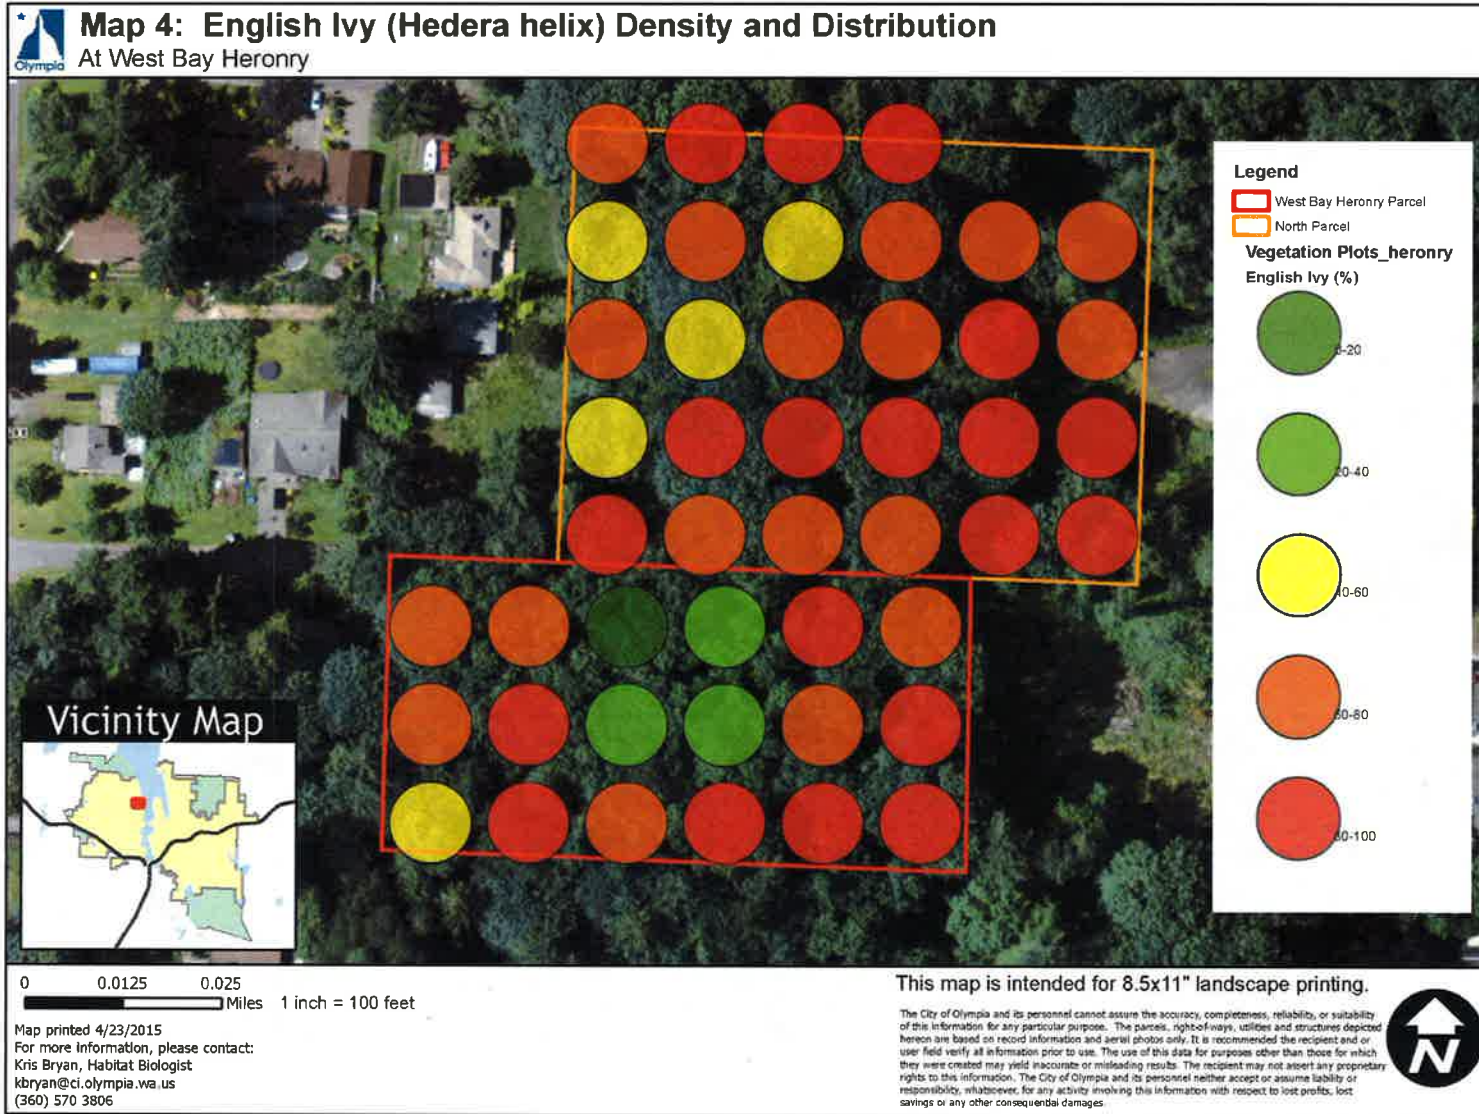 Map 4: English Ivy (Hedera helix) Density and Distribution
At West Bay Heronry
Olympia
Legend
West Bay Heronry Parcel
North Parcel
Vegetation Plots_heronry
English Ivy (%)
0-20
20-40
40-60
60-80
80-100
Vicinity Map
0 0.0125 0.025
Miles 1 inch = 100 feet
Map printed 4/23/2015
For more information, please contact:
Kris Bryan, Habitat Biologist
kbryan@ci.olympia.wa.us
(360) 570 3806
This map is intended for 8.5x11" landscape printing.
The City of Olympia and its personnel cannot assure the accuracy, completeness, reliability, or suitability
of this information for any particular purpose. The parcels, right-of-ways, utilities and structures depicted
hereon are based on record information and aerial photos only. It is recommended the recipient and or
user field verify all information prior to use. The use of this data for purposes other than those for which
they were created may yield inaccurate or misleading results. The recipient may not assert any proprietary
rights to this information. The City of Olympia and its personnel neither accept or assume liability or
responsibility, whatsoever, for any activity involving this information with respect to lost profits, lost
savings or any other consequential damages.
N